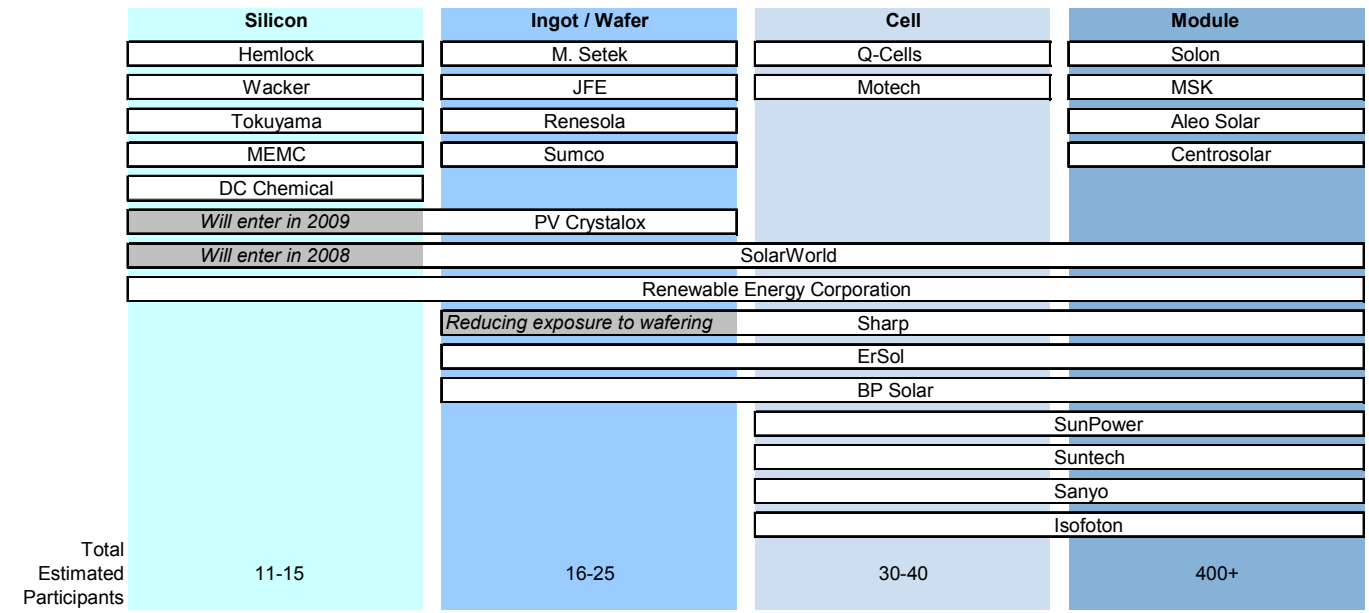 Silicon Ingot / Wafer Cell Module
Hemlock M. Setek Q-Cells Solon
Wacker JFE Motech MSK
Tokuyama Renesola Aleo Solar
MEMC Sumco Centrosolar
DC Chemical
Will enter in 2009 PV Crystalox
Will enter in 2008 SolarWorld
Renewable Energy Corporation
Reducing exposure to wafering Sharp
ErSol
BP Solar
SunPower
Suntech
Sanyo
Isofoton
Total
Estimated 11-15 16-25 30-40 400+
Participants